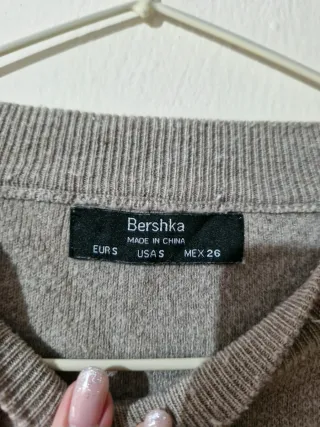 Bershka
MADE IN CHINA
EUR S USA S MEX 26